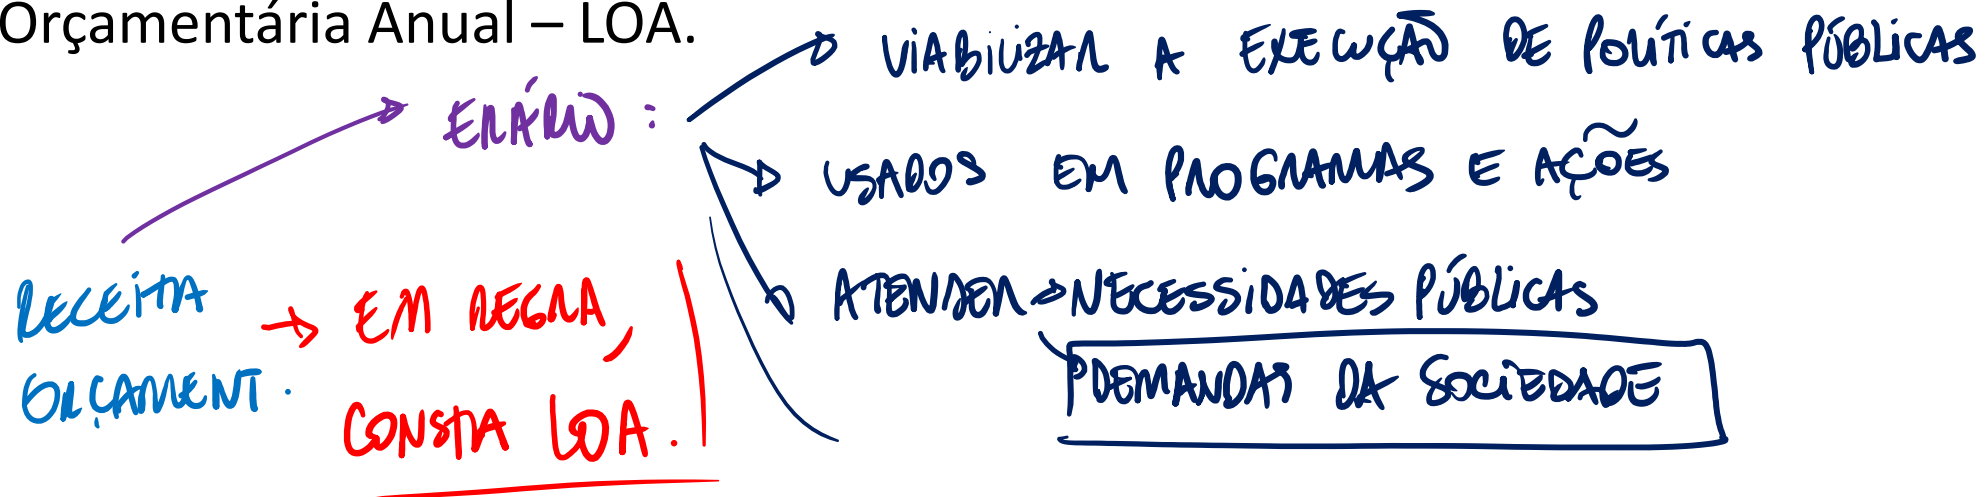 Orçamentária Anual – LOA.
VIABILIZAR A EXECUÇÃO DE POLÍTICAS PÚBLICAS
ERÁRIO :
USADOS EM PROGRAMAS E AÇÕES
RECEITA
ORÇAMENT.
EM REGRA,
CONSTA LOA.
ATENDER NECESSIDADES PÚBLICAS
DEMANDAS DA SOCIEDADE